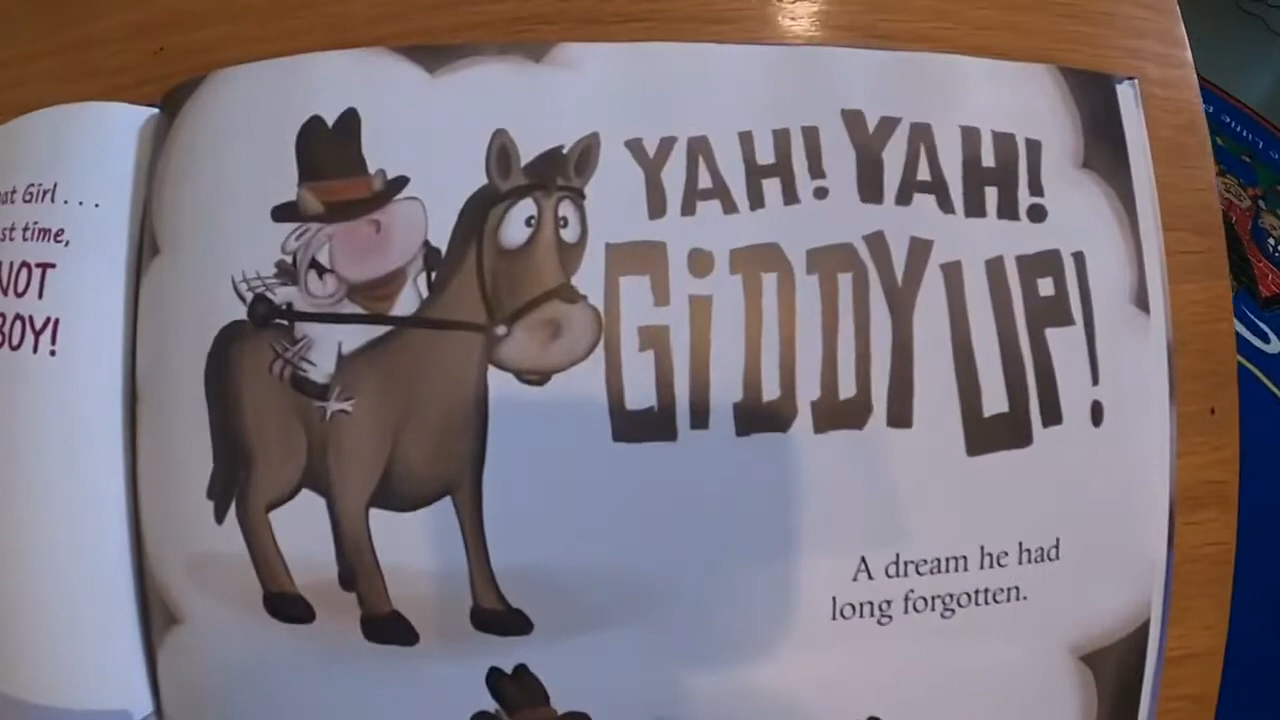 at Girl . . .
st time,
NOT
BOY!
YAH! YAH!
GiDDY UP!
A dream he had
long forgotten.